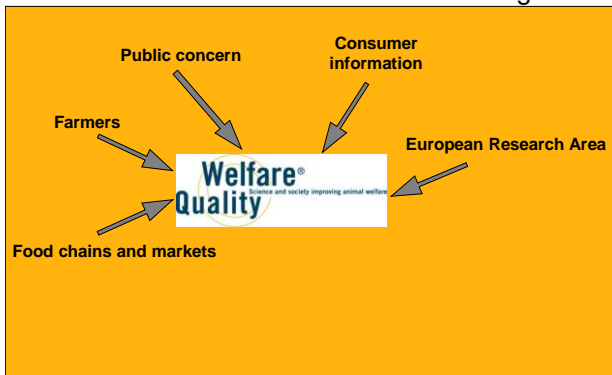 Public concern
Consumer
information
Farmers
European Research Area
Welfare®
Science and society improving animal welfare
Quality
Food chains and markets